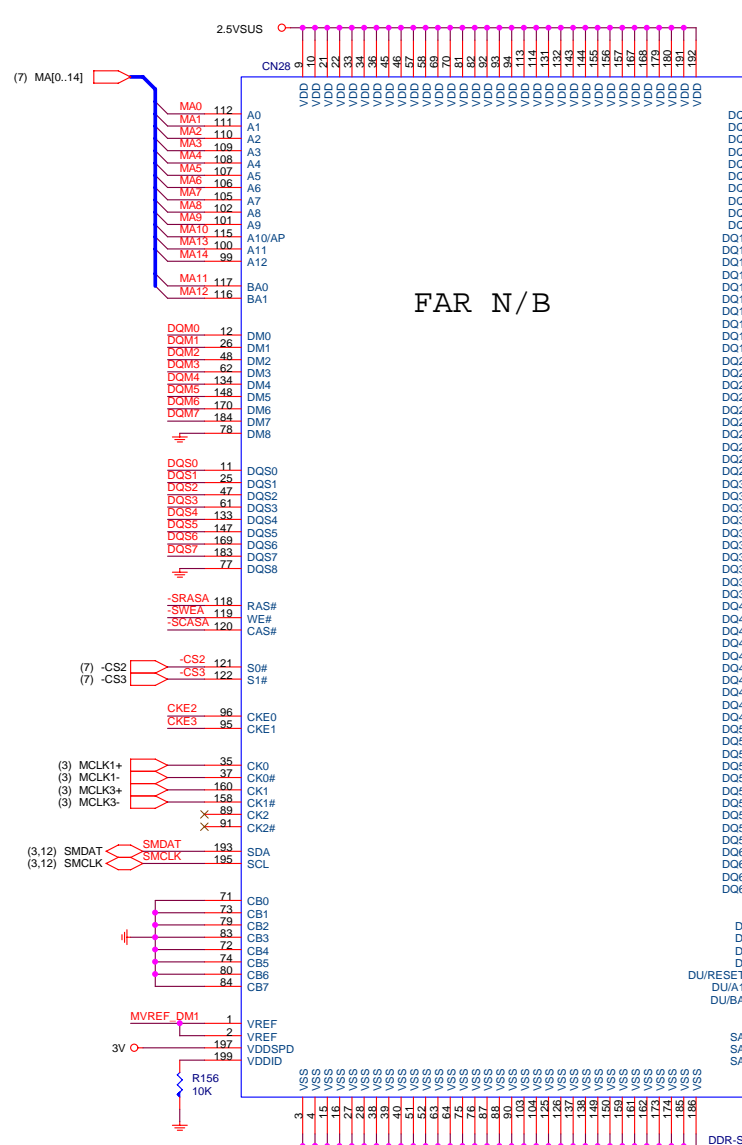 2.5VSUS
CN28
9 10 21 22 33 34 36 45 46 57 58 69 70 81 82 92 93 94 113 114 131 132 143 144 155 156 157 167 168 179 180 191 192
VDD VDD VDD VDD VDD VDD VDD VDD VDD VDD VDD VDD VDD VDD VDD VDD VDD VDD VDD VDD VDD VDD VDD VDD VDD VDD VDD VDD VDD VDD VDD VDD VDD
(7) MA[0..14]
MA0 112 A0
MA1 111 A1
MA2 110 A2
MA3 109 A3
MA4 108 A4
MA5 107 A5
MA6 106 A6
MA7 105 A7
MA8 102 A8
MA9 101 A9
MA10 115 A10/AP
MA13 100 A11
MA14 99 A12
MA11 117 BA0
MA12 116 BA1
FAR N/B
DQM0 12 DM0
DQM1 26 DM1
DQM2 48 DM2
DQM3 62 DM3
DQM4 134 DM4
DQM5 148 DM5
DQM6 170 DM6
DQM7 184 DM7
78 DM8
DQS0 11 DQS0
DQS1 25 DQS1
DQS2 47 DQS2
DQS3 61 DQS3
DQS4 133 DQS4
DQS5 147 DQS5
DQS6 169 DQS6
DQS7 183 DQS7
77 DQS8
-SRASA 118 RAS#
-SWEA 119 WE#
-SCASA 120 CAS#
(7) -CS2 -CS2 121 S0#
(7) -CS3 -CS3 122 S1#
CKE2 96 CKE0
CKE3 95 CKE1
(3) MCLK1+ 35 CK0
(3) MCLK1- 37 CK0#
(3) MCLK3+ 160 CK1
(3) MCLK3- 158 CK1#
89 CK2
91 CK2#
(3,12) SMDAT SMDAT 193 SDA
(3,12) SMCLK SMCLK 195 SCL
71 CB0
73 CB1
79 CB2
83 CB3
72 CB4
74 CB5
80 CB6
84 CB7
DU/RESET
DU/A1
DU/BA
MVREF_DM1 1 VREF
2 VREF
3V 197 VDDSPD
199 VDDID
SA
SA
SA
R156
10K
VSS VSS VSS VSS VSS VSS VSS VSS VSS VSS VSS VSS VSS VSS VSS VSS VSS VSS VSS VSS VSS VSS VSS VSS VSS VSS VSS VSS VSS VSS VSS VSS VSS
3 4 15 16 27 28 38 39 40 51 52 63 64 75 76 87 88 90 103 104 125 126 137 138 149 150 159 161 162 173 174 185 186
DDR-S